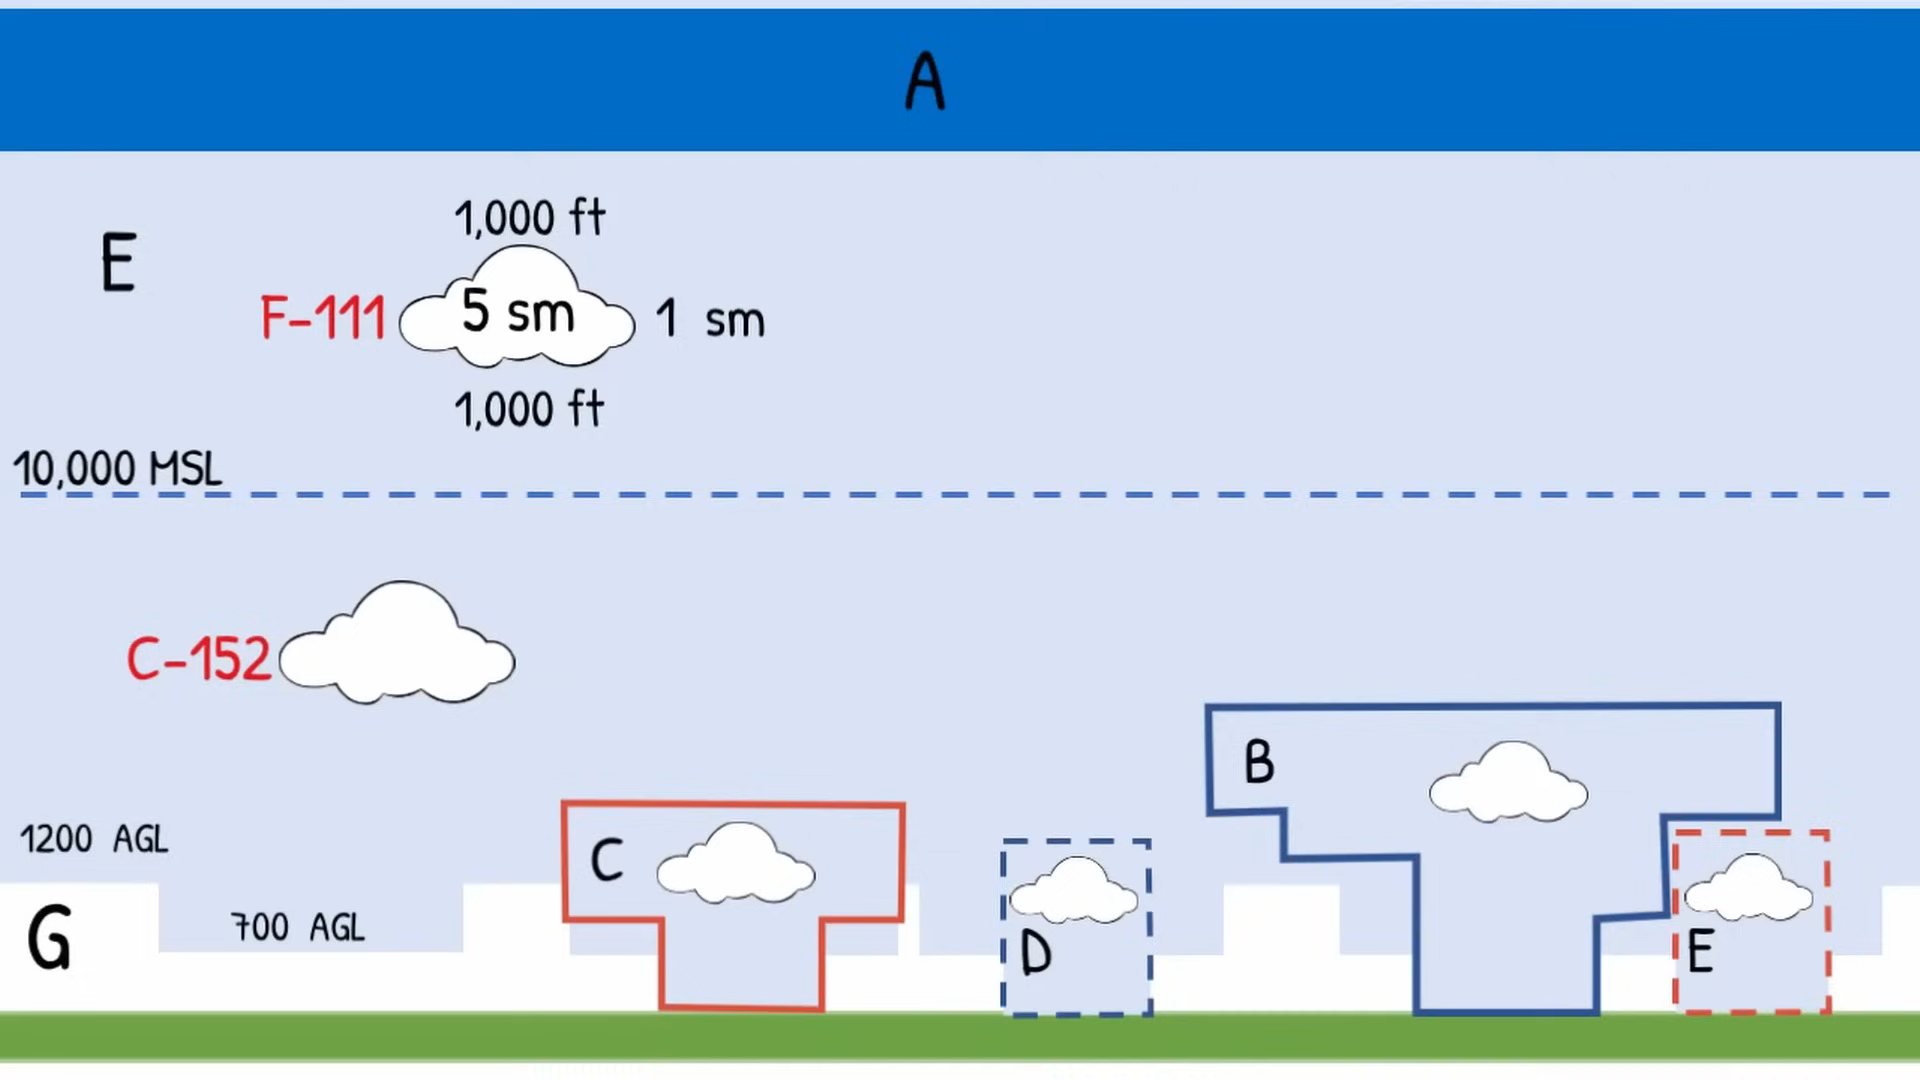 A
E
1,000 ft
F-111
5 sm
1 sm
1,000 ft
10,000 MSL
C-152
B
1200 AGL
C
G
700 AGL
D
E